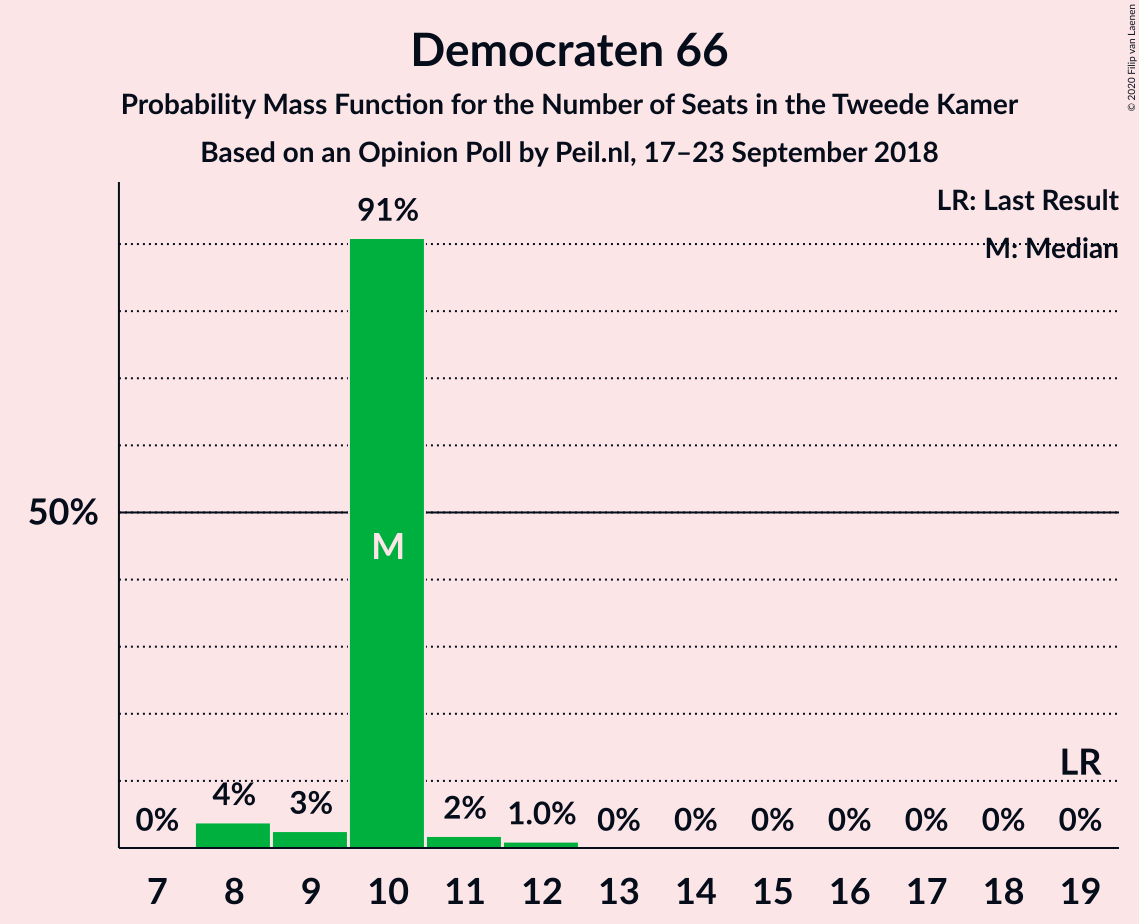 Democraten 66
Probability Mass Function for the Number of Seats in the Tweede Kamer
Based on an Opinion Poll by Peil.nl, 17–23 September 2018
© 2020 Filip van Laenen
LR: Last Result
M: Median
91%
50%
M
LR
0% 4% 3% 2% 1.0% 0% 0% 0% 0% 0% 0% 0%
7 8 9 10 11 12 13 14 15 16 17 18 19